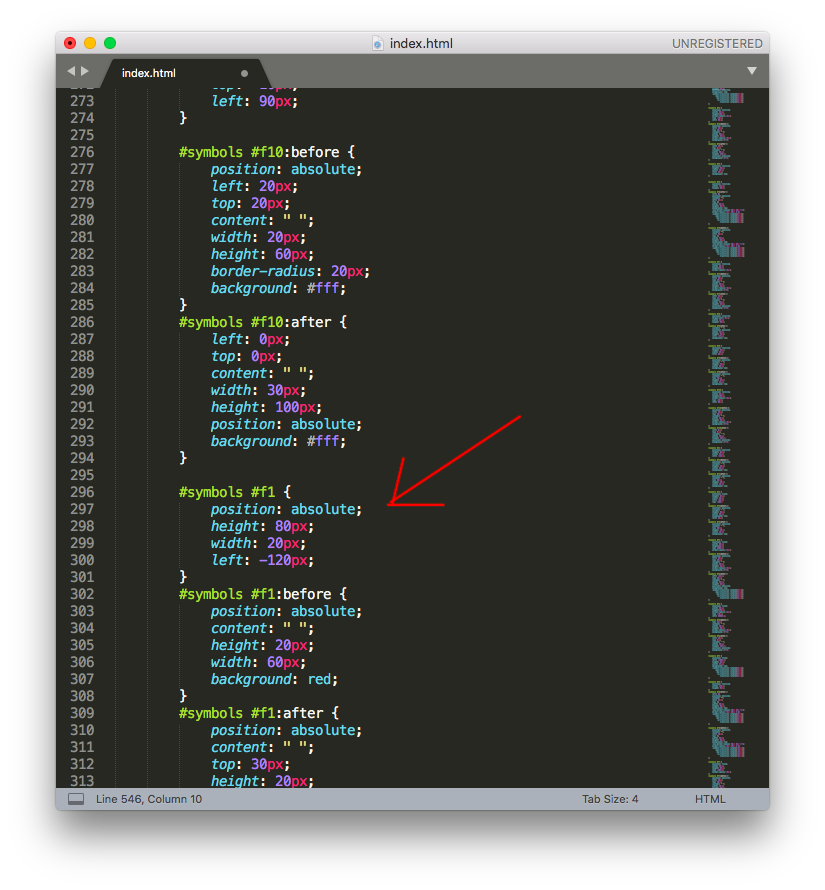 index.html
UNREGISTERED
index.html
273 left: 90px;
274 }
275
276 #symbols #f10:before {
277 position: absolute;
278 left: 20px;
279 top: 20px;
280 content: " ";
281 width: 20px;
282 height: 60px;
283 border-radius: 20px;
284 background: #fff;
285 }
286 #symbols #f10:after {
287 left: 0px;
288 top: 0px;
289 content: " ";
290 width: 30px;
291 height: 100px;
292 position: absolute;
293 background: #fff;
294 }
295
296 #symbols #f1 {
297 position: absolute;
298 height: 80px;
299 width: 20px;
300 left: -120px;
301 }
302 #symbols #f1:before {
303 position: absolute;
304 content: " ";
305 height: 20px;
306 width: 60px;
307 background: red;
308 }
309 #symbols #f1:after {
310 position: absolute;
311 content: " ";
312 top: 30px;
313 height: 20px;
Line 546, Column 10
Tab Size: 4
HTML